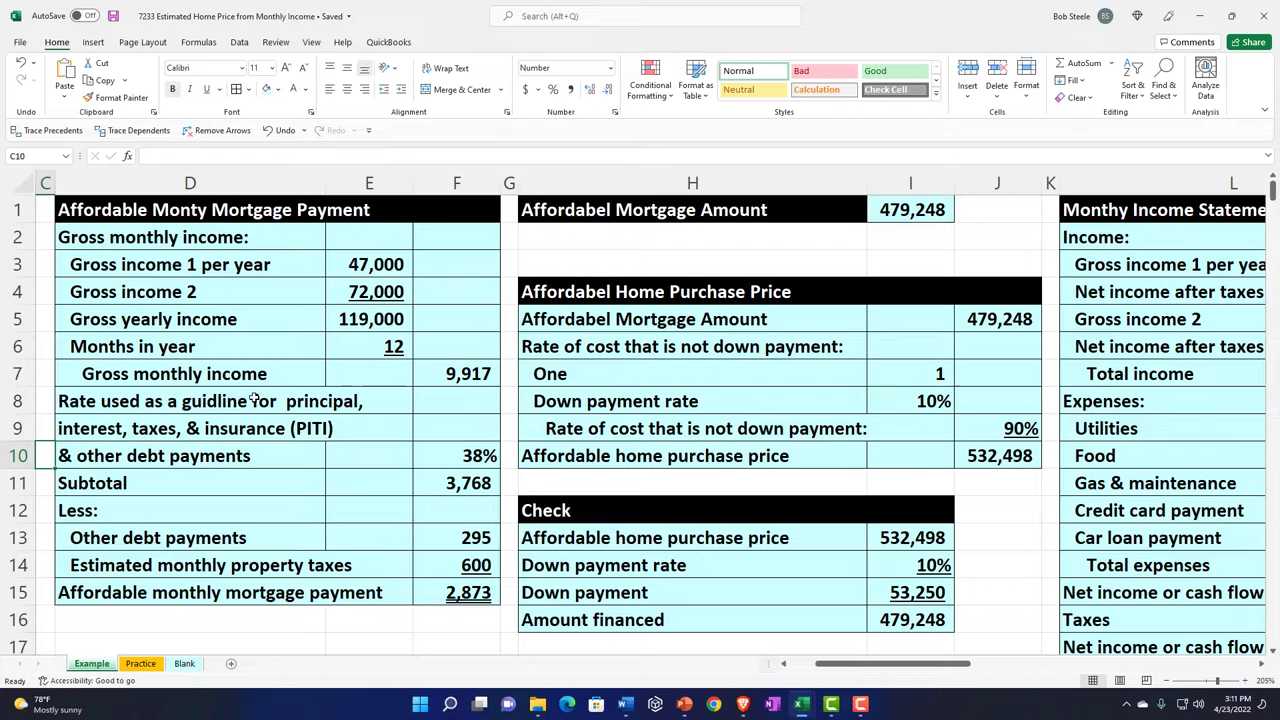 AutoSave Off 7233 Estimated Home Price from Monthly Income • Saved Search (Alt+Q) Bob Steele BS
File Home Insert Page Layout Formulas Data Review View Help QuickBooks Comments Share
Paste Cut Copy Format Painter Calibri 11 Wrap Text Merge & Center Number Conditional Formatting Format as Table Normal Bad Good Neutral Calculation Check Cell Insert Delete Format AutoSum Fill Clear Sort & Filter Find & Select Analyze Data
Undo Clipboard Font Alignment Number Styles Cells Editing Analysis
Trace Precedents Trace Dependents Remove Arrows Undo Redo
C10 fx
C D E F G H I J K L
1 Affordable Monty Mortgage Payment Affordabel Mortgage Amount 479,248 Monthy Income Stateme
2 Gross monthly income: Income:
3 Gross income 1 per year 47,000 Gross income 1 per yea
4 Gross income 2 72,000 Affordabel Home Purchase Price Net income after taxes
5 Gross yearly income 119,000 Affordabel Mortgage Amount 479,248 Gross income 2
6 Months in year 12 Rate of cost that is not down payment: Net income after taxes
7 Gross monthly income 9,917 One 1 Total income
8 Rate used as a guidline for principal, Down payment rate 10% Expenses:
9 interest, taxes, & insurance (PITI) Rate of cost that is not down payment: 90% Utilities
10 & other debt payments 38% Affordable home purchase price 532,498 Food
11 Subtotal 3,768 Gas & maintenance
12 Less: Check Credit card payment
13 Other debt payments 295 Affordable home purchase price 532,498 Car loan payment
14 Estimated monthly property taxes 600 Down payment rate 10% Total expenses
15 Affordable monthly mortgage payment 2,873 Down payment 53,250 Net income or cash flow
16 Amount financed 479,248 Taxes
17 Net income or cash flow
Example Practice Blank
Ready Accessibility: Good to go 205%
78°F
Mostly sunny
3:11 PM
4/23/2022